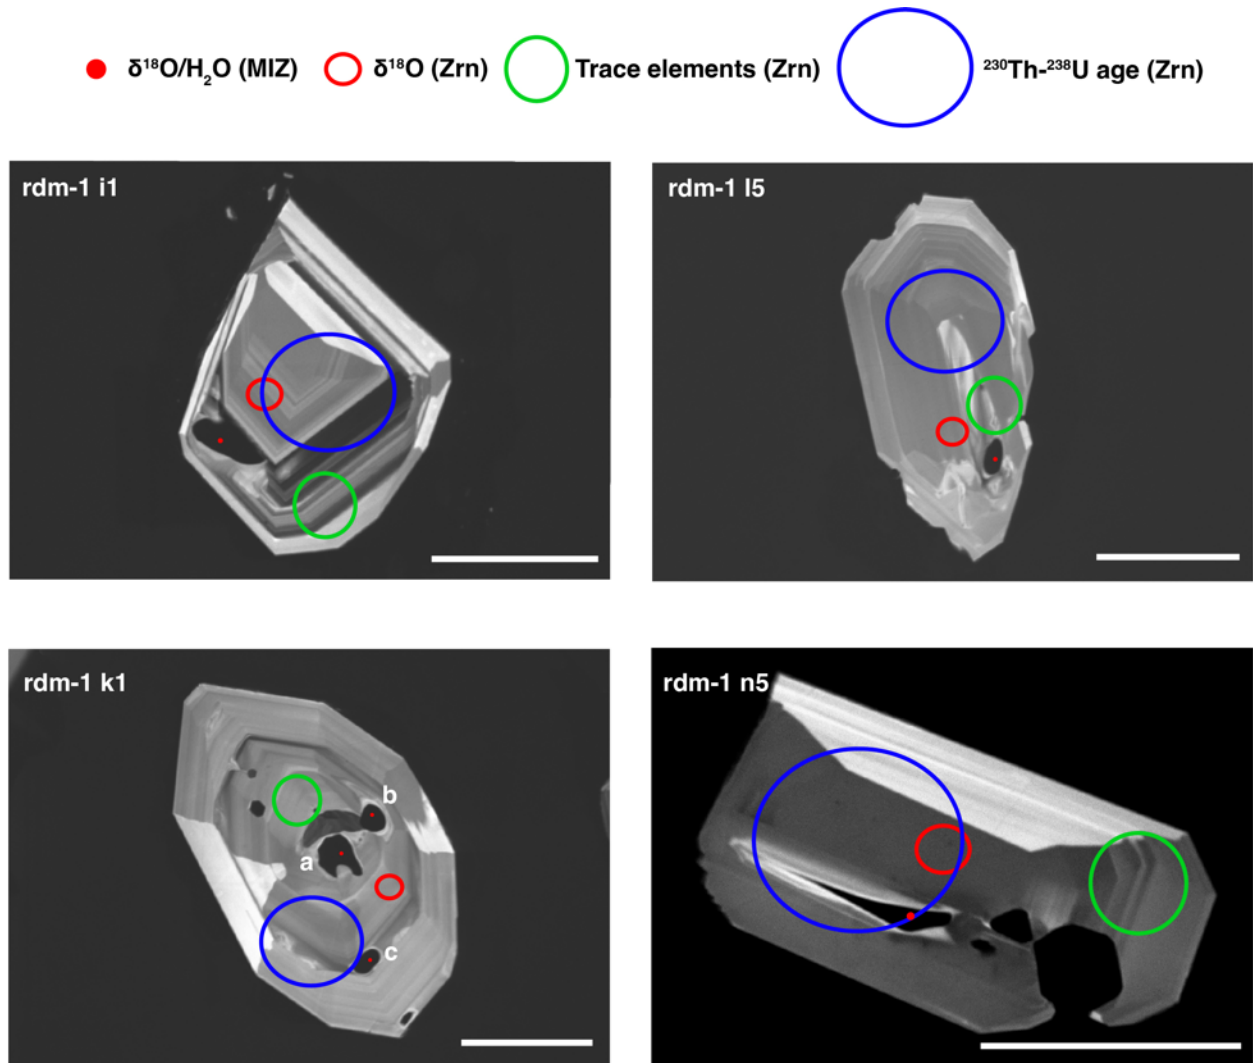 δ¹⁸O/H₂O (MIZ) δ¹⁸O (Zrn) Trace elements (Zrn) ²³⁰Th-²³⁸U age (Zrn)
rdm-1 i1
rdm-1 l5
rdm-1 k1
b
a
c
rdm-1 n5